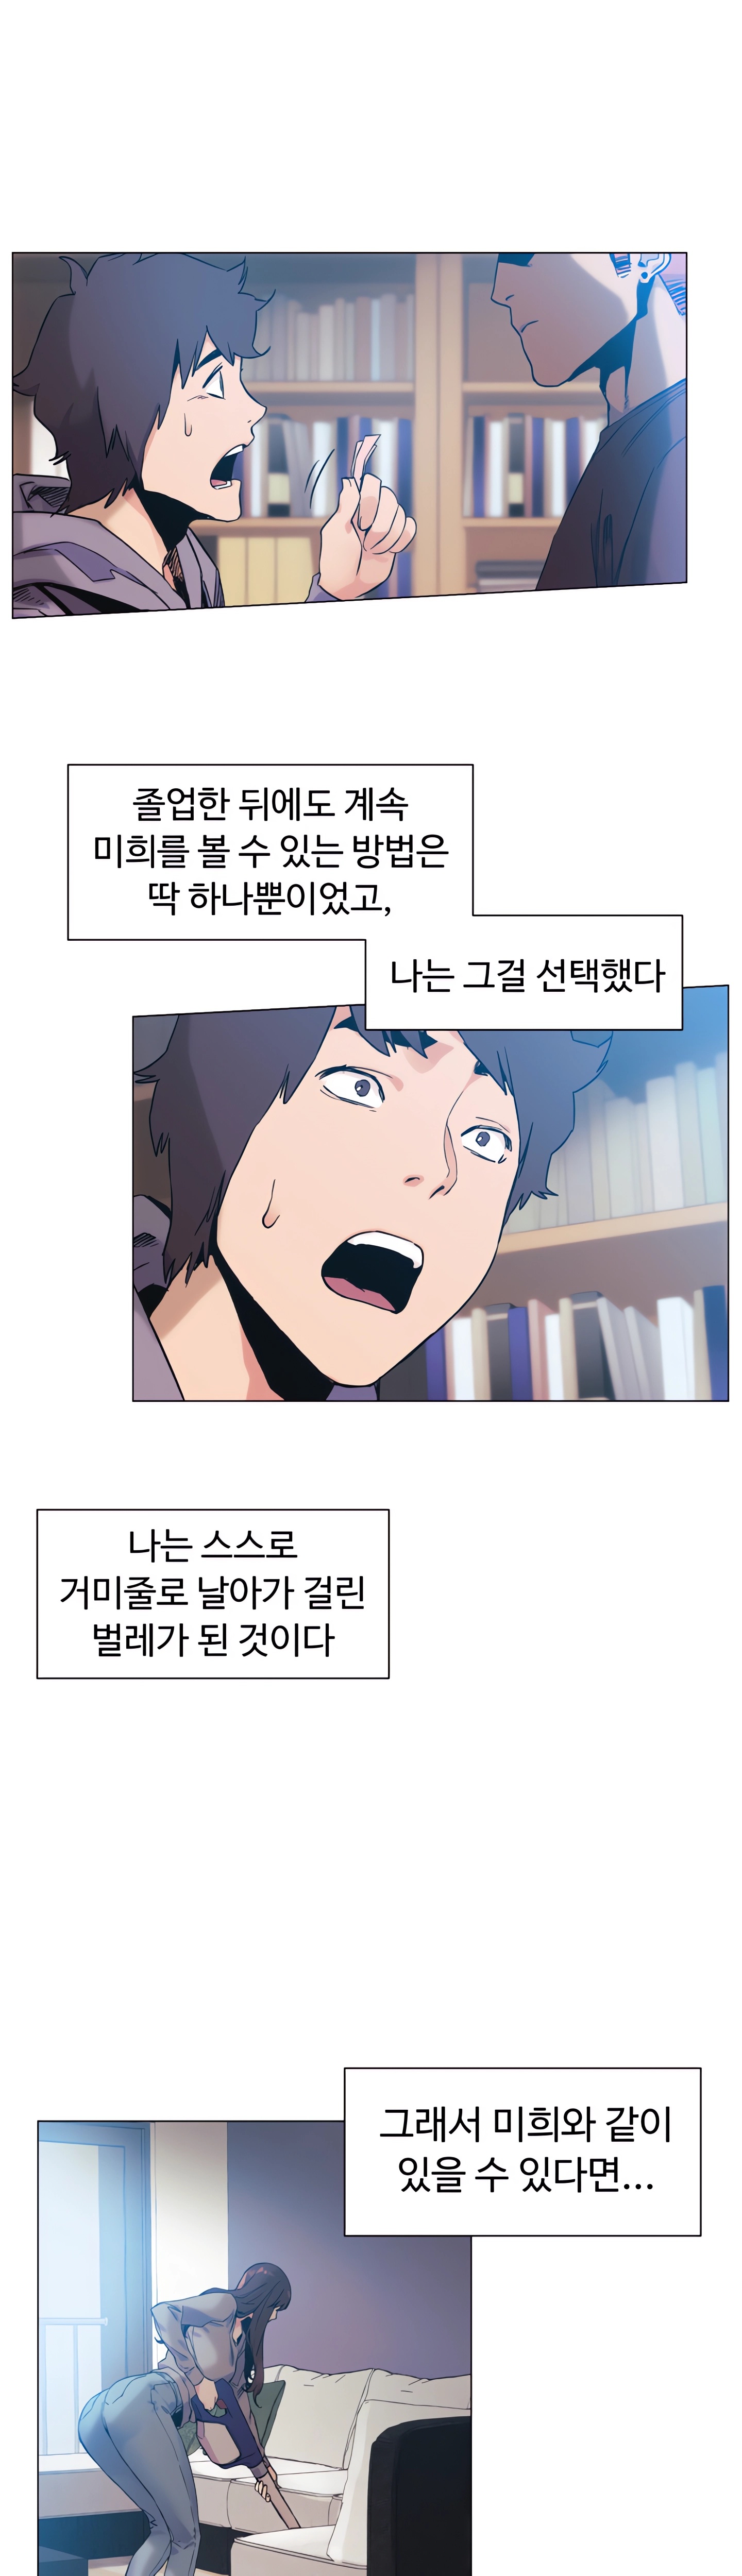 졸업한 뒤에도 계속
미희를 볼 수 있는 방법은
딱 하나뿐이었고,
나는 그걸 선택했다
나는 스스로
거미줄로 날아가 걸린
벌레가 된 것이다
그래서 미희와 같이
있을 수 있다면...